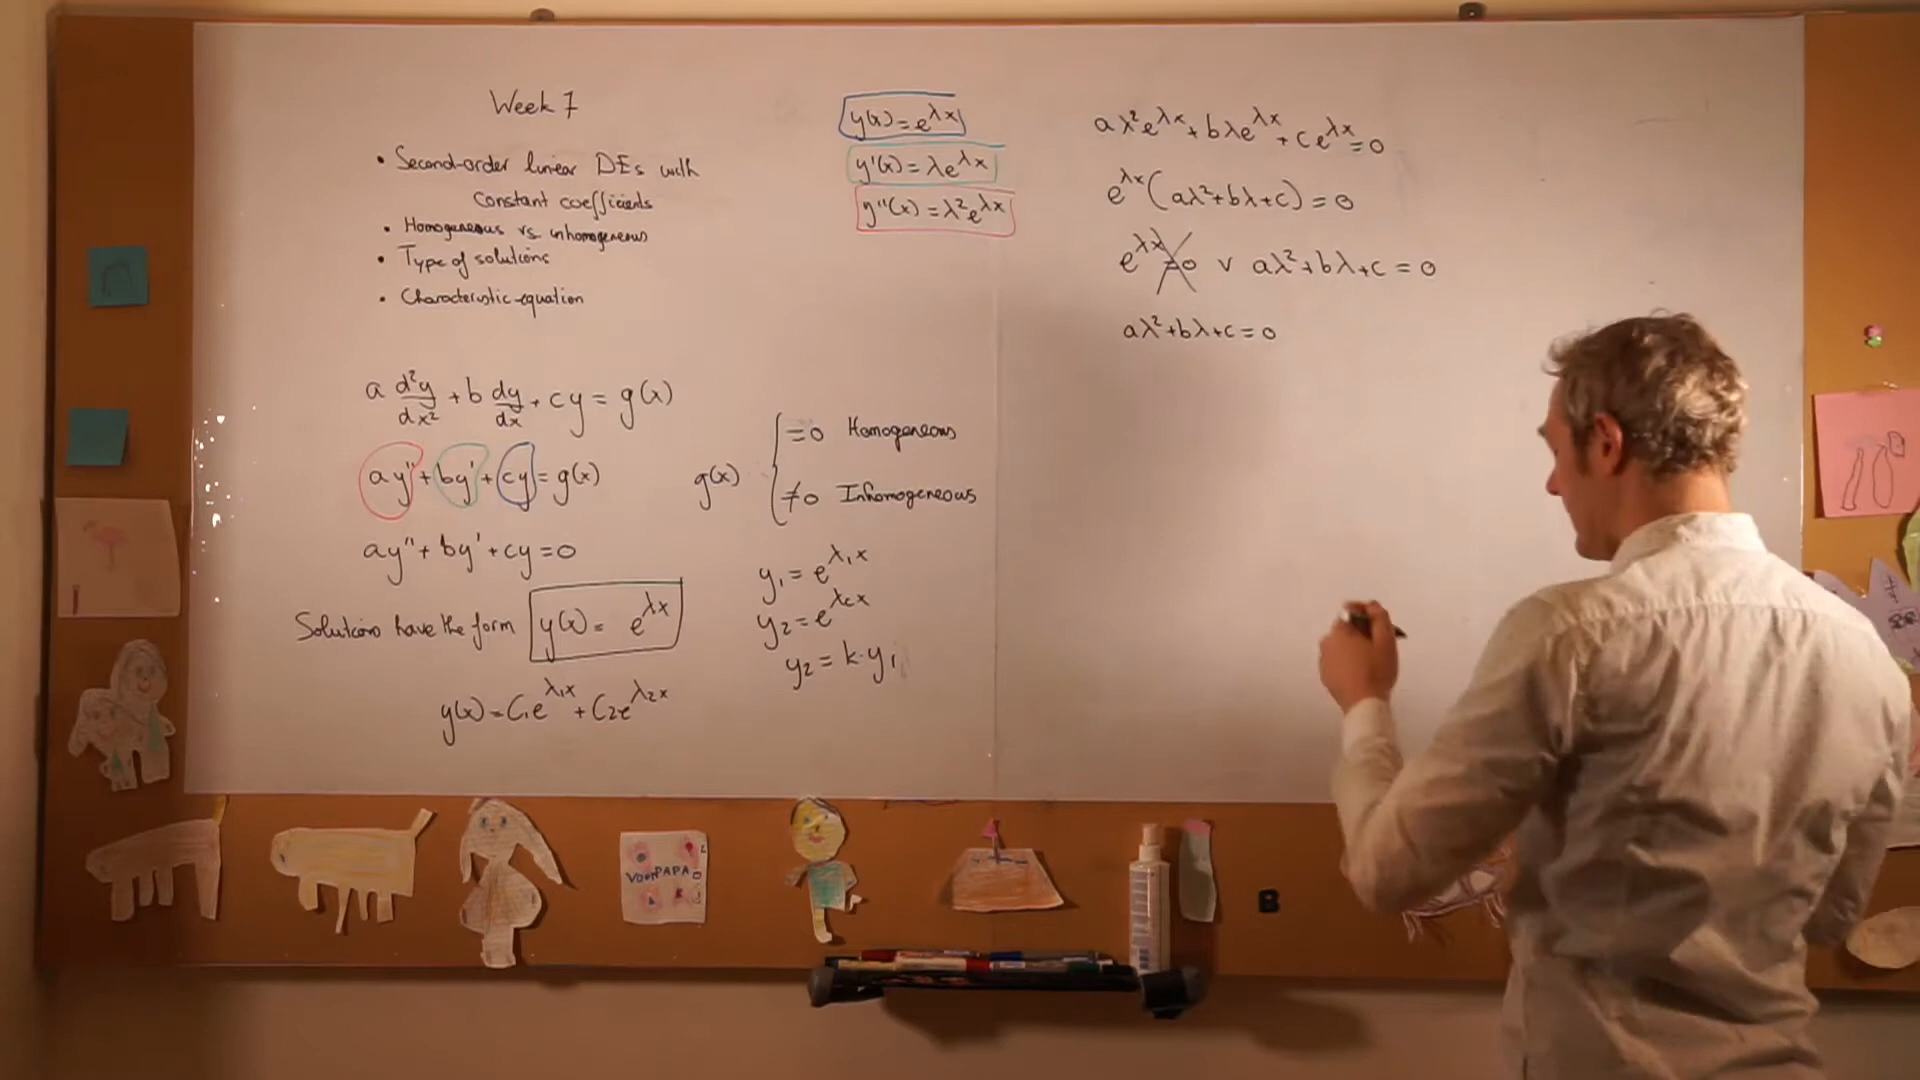 Week 7
• Second-order linear DEs with
constant coefficients
• Homogeneous vs inhomogeneous
• Type of solutions
• Characteristic equation
a d²y/dx² + b dy/dx + cy = g(x)
ay'' + by' + cy = g(x)
ay'' + by' + cy = 0
Solutions have the form y(x) = e^λx
y(x) = C₁e^λ₁x + C₂e^λ₂x
y(x) = e^λx
y'(x) = λe^λx
y''(x) = λ²e^λx
g(x) { = 0 Homogeneous
≠ 0 Inhomogeneous
y₁ = e^λ₁x
y₂ = e^λ₂x
y₂ = k·y₁
aλ²e^λx + bλe^λx + ce^λx = 0
e^λx(aλ² + bλ + c) = 0
e^λx = 0 v aλ² + bλ + c = 0
aλ² + bλ + c = 0
VOOR PAPA